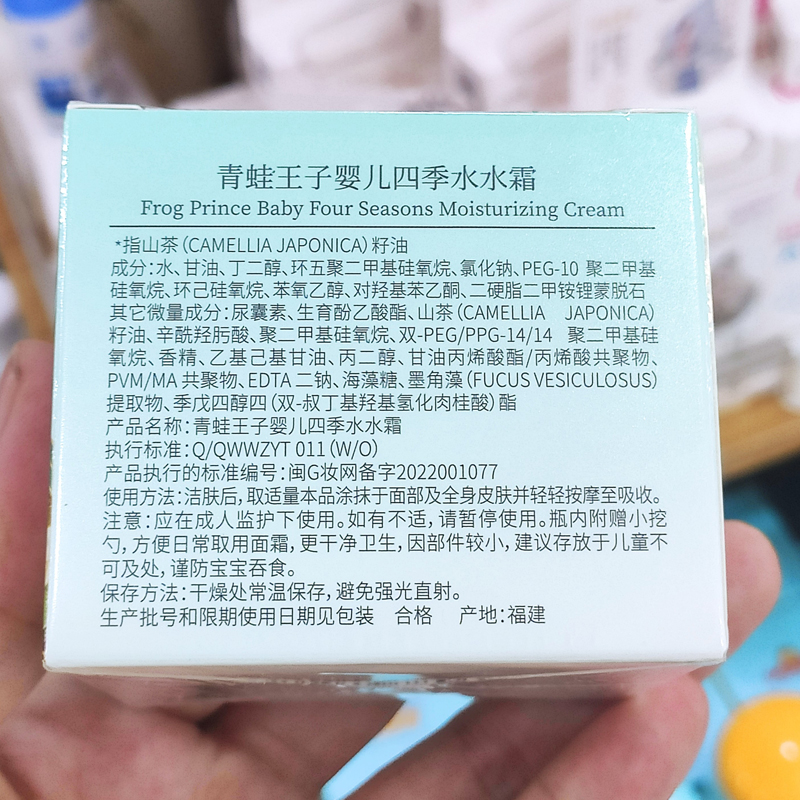 青蛙王子婴儿四季水水霜
Frog Prince Baby Four Seasons Moisturizing Cream
*指山茶(CAMELLIA JAPONICA)籽油
成分:水、甘油、丁二醇、环五聚二甲基硅氧烷、氯化钠、PEG-10 聚二甲基
硅氧烷、环己硅氧烷、苯氧乙醇、对羟基苯乙酮、二硬脂二甲铵锂蒙脱石
其它微量成分:尿囊素、生育酚乙酸酯、山茶(CAMELLIA JAPONICA)
籽油、辛酰羟肟酸、聚二甲基硅氧烷、双-PEG/PPG-14/14 聚二甲基硅
氧烷、香精、乙基己基甘油、丙二醇、甘油丙烯酸酯/丙烯酸共聚物、
PVM/MA 共聚物、EDTA 二钠、海藻糖、墨角藻(FUCUS VESICULOSUS)
提取物、季戊四醇四(双-叔丁基羟基氢化肉桂酸)酯
产品名称:青蛙王子婴儿四季水水霜
执行标准:Q/QWWZYT 011(W/O)
产品执行的标准编号:闽G妆网备字2022001077
使用方法:洁肤后,取适量本品涂抹于面部及全身皮肤并轻轻按摩至吸收。
注意:应在成人监护下使用。如有不适,请暂停使用。瓶内附赠小挖
勺,方便日常取用面霜,更干净卫生,因部件较小,建议存放于儿童不
可及处,谨防宝宝吞食。
保存方法:干燥处常温保存,避免强光直射。
生产批号和限期使用日期见包装 合格 产地:福建